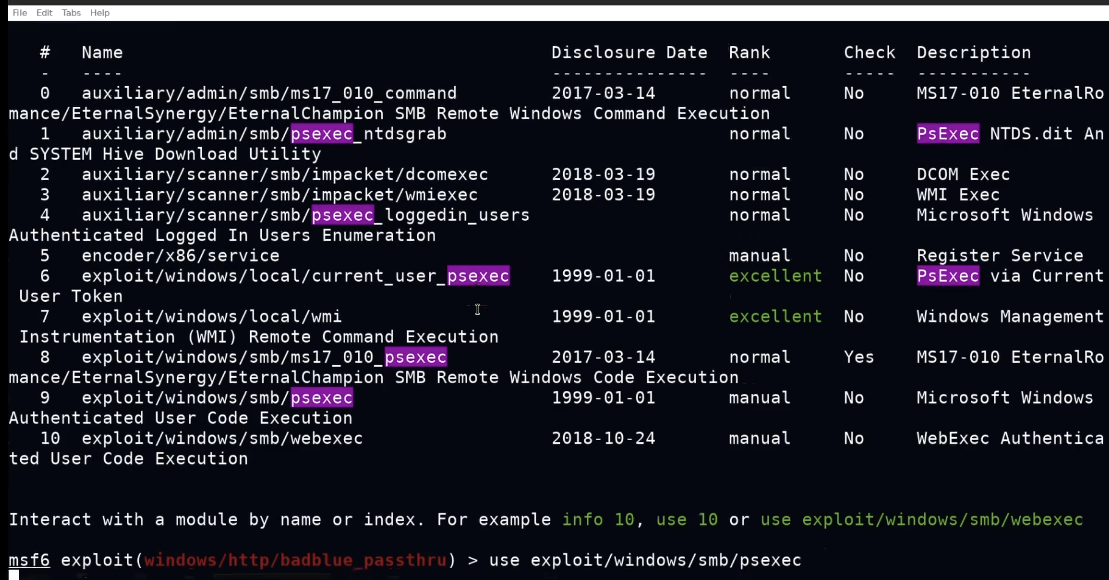 File Edit Tabs Help
# Name Disclosure Date Rank Check Description
- ---- --------------- ---- ----- -----------
0 auxiliary/admin/smb/ms17_010_command 2017-03-14 normal No MS17-010 EternalRo
mance/EternalSynergy/EternalChampion SMB Remote Windows Command Execution
1 auxiliary/admin/smb/psexec_ntdsgrab normal No PsExec NTDS.dit An
d SYSTEM Hive Download Utility
2 auxiliary/scanner/smb/impacket/dcomexec 2018-03-19 normal No DCOM Exec
3 auxiliary/scanner/smb/impacket/wmiexec 2018-03-19 normal No WMI Exec
4 auxiliary/scanner/smb/psexec_loggedin_users normal No Microsoft Windows
Authenticated Logged In Users Enumeration
5 encoder/x86/service manual No Register Service
6 exploit/windows/local/current_user_psexec 1999-01-01 excellent No PsExec via Current
User Token
7 exploit/windows/local/wmi 1999-01-01 excellent No Windows Management
Instrumentation (WMI) Remote Command Execution
8 exploit/windows/smb/ms17_010_psexec 2017-03-14 normal Yes MS17-010 EternalRo
mance/EternalSynergy/EternalChampion SMB Remote Windows Code Execution
9 exploit/windows/smb/psexec 1999-01-01 manual No Microsoft Windows
Authenticated User Code Execution
10 exploit/windows/smb/webexec 2018-10-24 manual No WebExec Authentica
ted User Code Execution
Interact with a module by name or index. For example info 10, use 10 or use exploit/windows/smb/webexec
msf6 exploit(windows/http/badblue_passthru) > use exploit/windows/smb/psexec